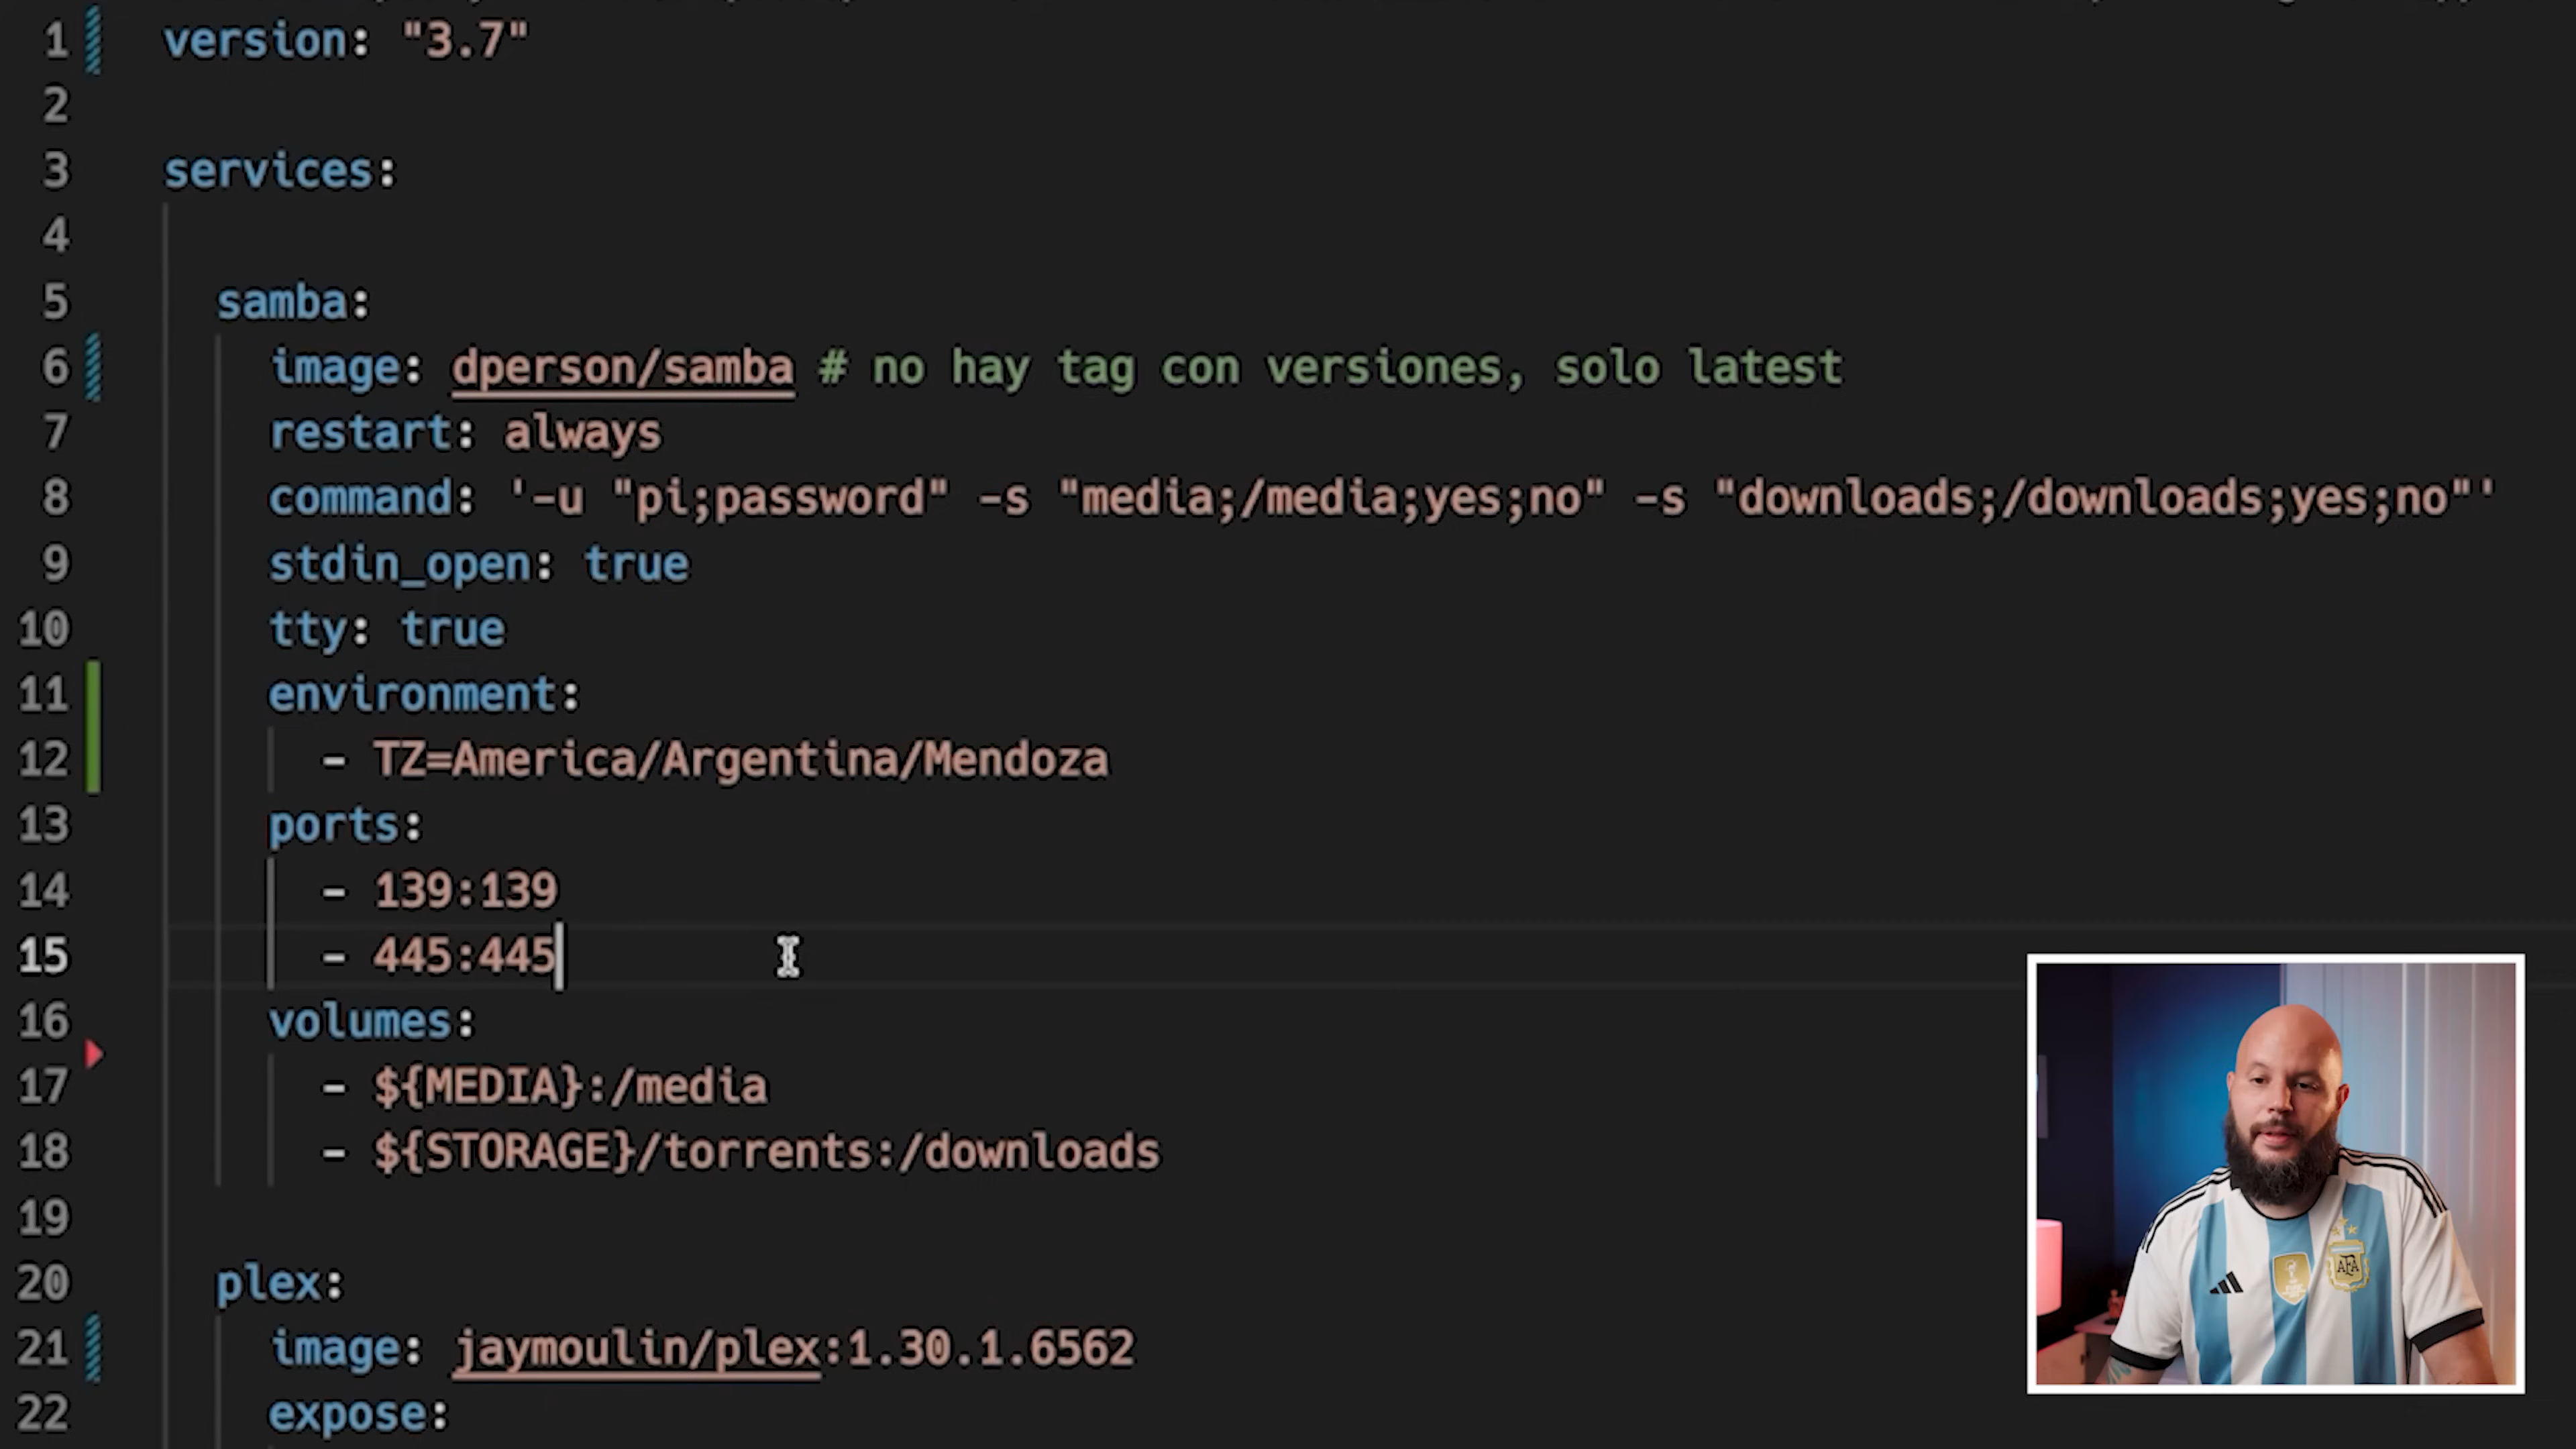 1 version: "3.7"
2
3 services:
4
5 samba:
6 image: dperson/samba # no hay tag con versiones, solo latest
7 restart: always
8 command: '-u "pi;password" -s "media;/media;yes;no" -s "downloads;/downloads;yes;no"'
9 stdin_open: true
10 tty: true
11 environment:
12 - TZ=America/Argentina/Mendoza
13 ports:
14 - 139:139
15 - 445:445
16 volumes:
17 - ${MEDIA}:/media
18 - ${STORAGE}/torrents:/downloads
19
20 plex:
21 image: jaymoulin/plex:1.30.1.6562
22 expose:
AFA